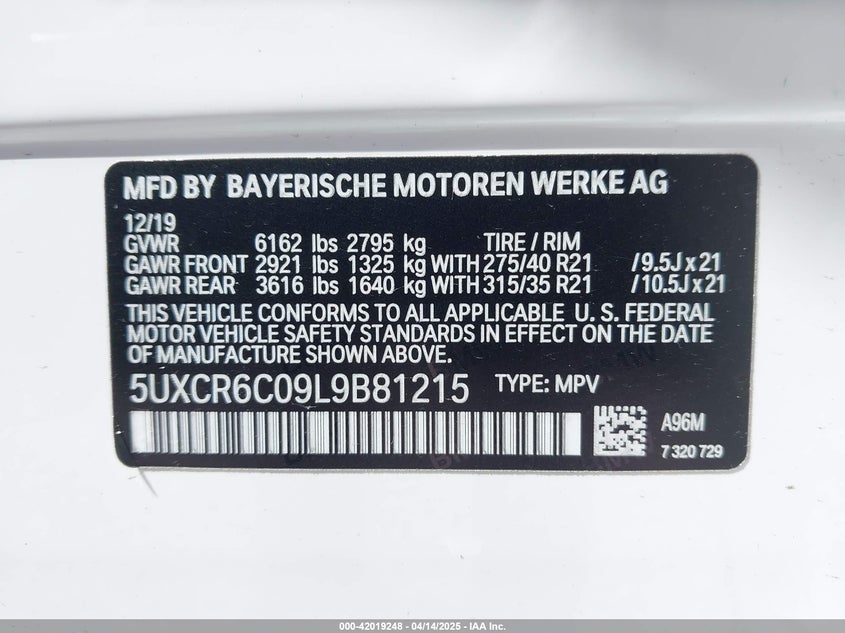 MFD BY BAYERISCHE MOTOREN WERKE AG
12/19
GVWR 6162 lbs 2795 kg TIRE / RIM
GAWR FRONT 2921 lbs 1325 kg WITH 275/40 R21 /9.5J x 21
GAWR REAR 3616 lbs 1640 kg WITH 315/35 R21 /10.5J x 21
THIS VEHICLE CONFORMS TO ALL APPLICABLE U. S. FEDERAL
MOTOR VEHICLE SAFETY STANDARDS IN EFFECT ON THE DATE
OF MANUFACTURE SHOWN ABOVE.
5UXCR6C09L9B81215 TYPE: MPV
A96M
7 320 729
000-42019248 - 04/14/2025 - IAA Inc.